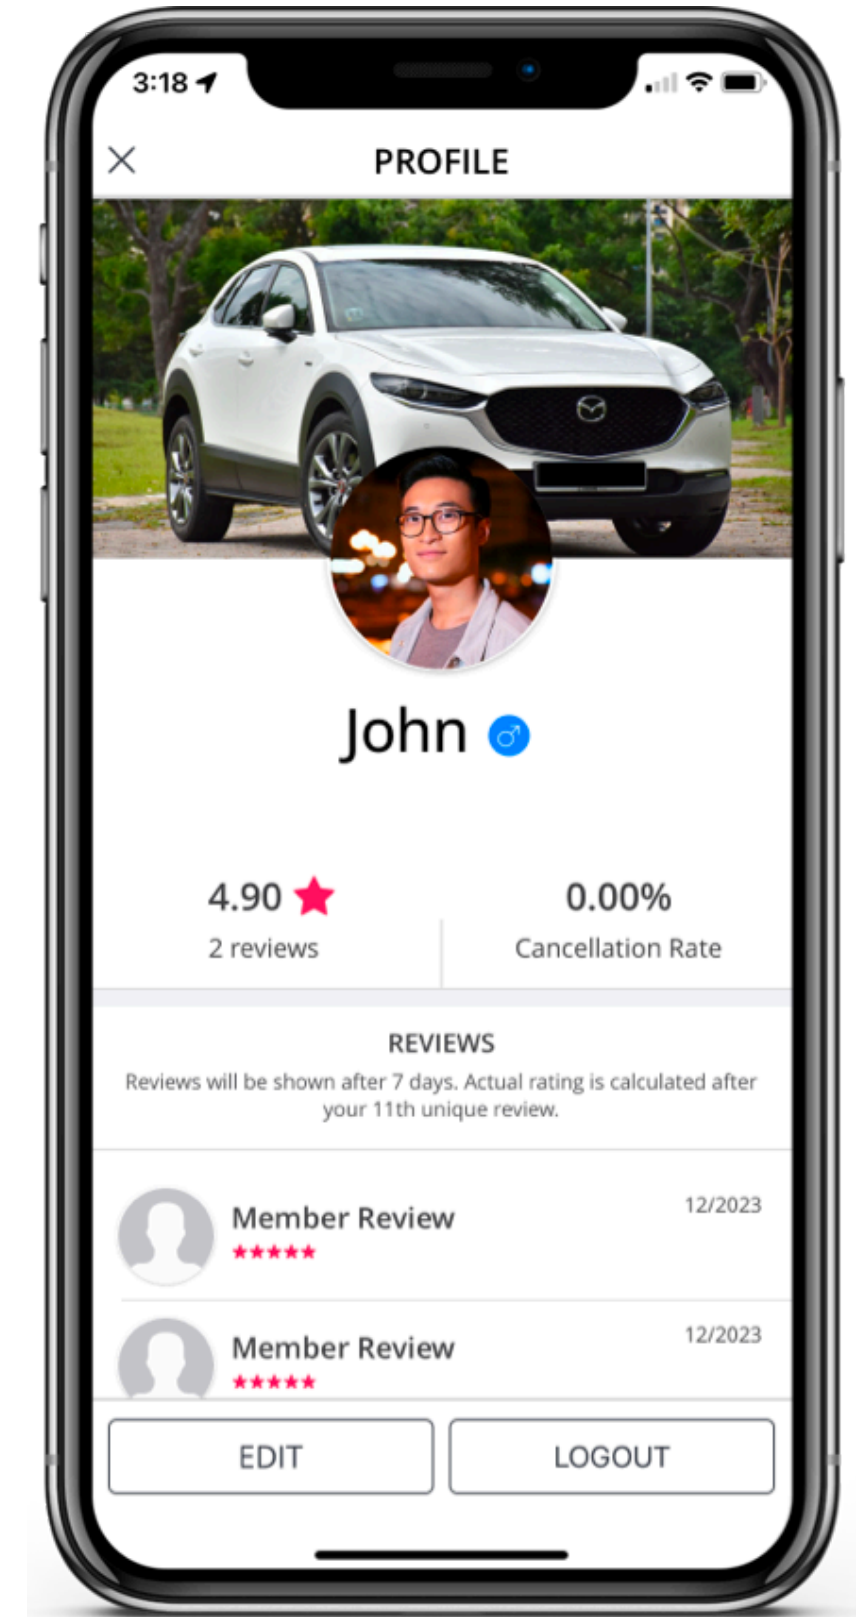 3:18
PROFILE
John
4.90
0.00%
2 reviews
Cancellation Rate
REVIEWS
Reviews will be shown after 7 days. Actual rating is calculated after
your 11th unique review.
Member Review
12/2023
Member Review
12/2023
EDIT
LOGOUT